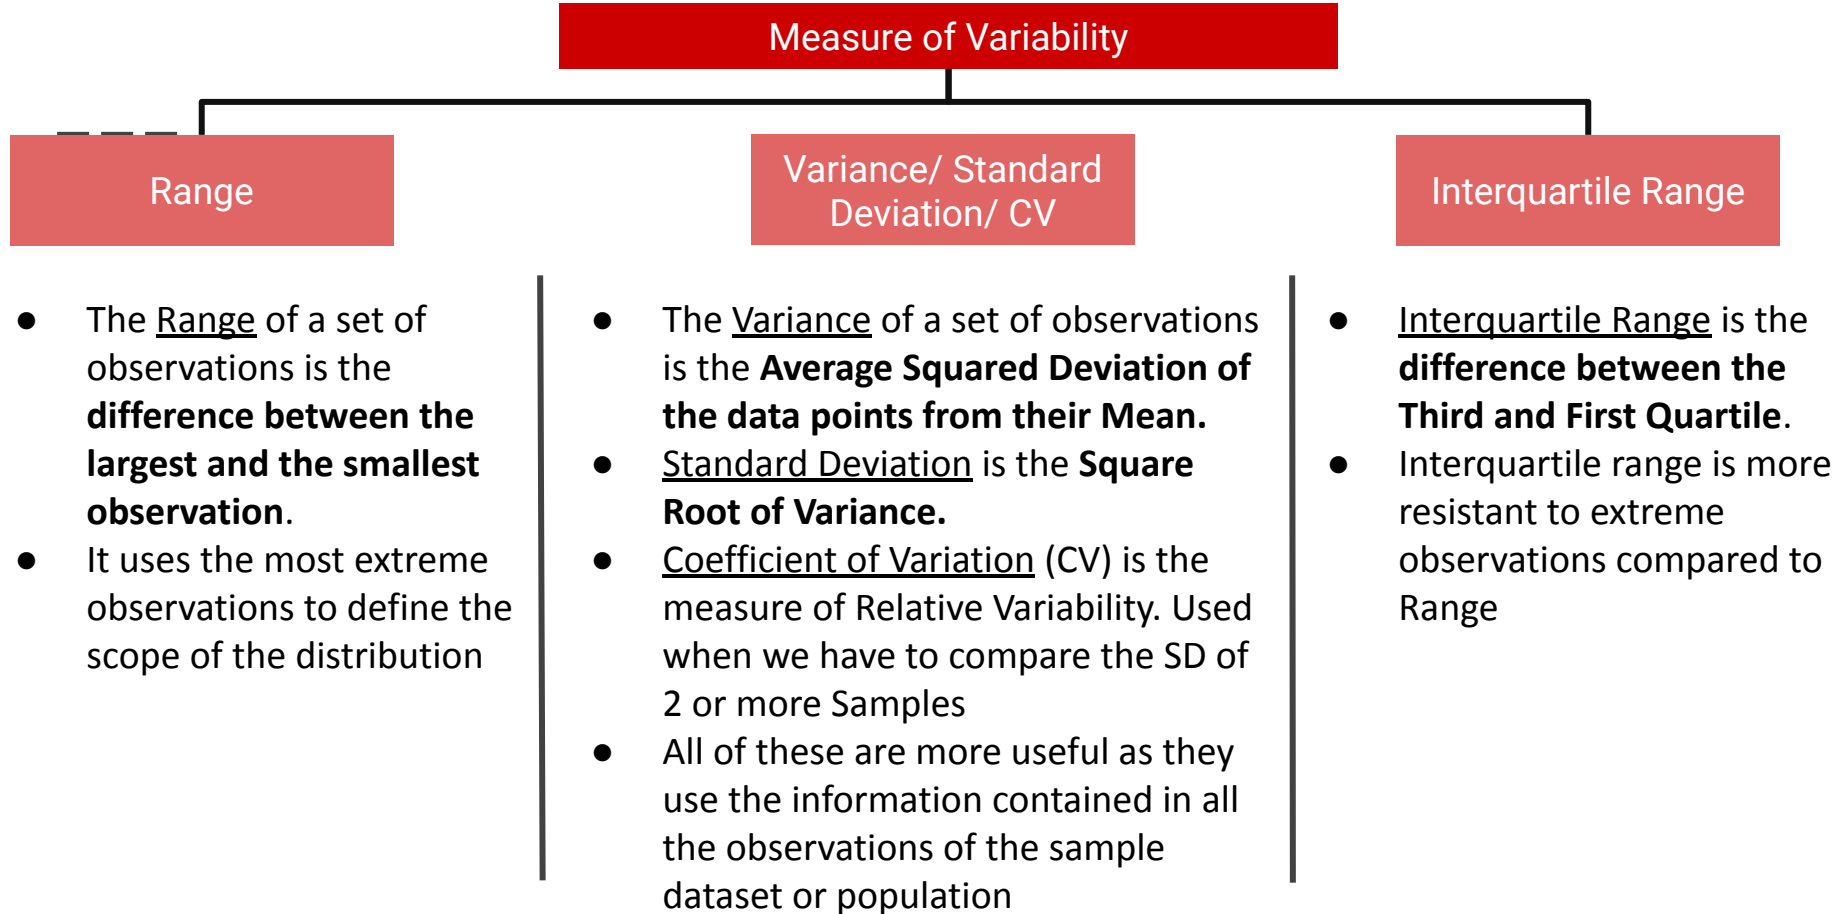 Measure of Variability
Range
Variance/ Standard
Deviation/ CV
Interquartile Range
● The Range of a set of
observations is the
difference between the
largest and the smallest
observation.
● It uses the most extreme
observations to define the
scope of the distribution
● The Variance of a set of observations
is the Average Squared Deviation of
the data points from their Mean.
● Standard Deviation is the Square
Root of Variance.
● Coefficient of Variation (CV) is the
measure of Relative Variability. Used
when we have to compare the SD of
2 or more Samples
● All of these are more useful as they
use the information contained in all
the observations of the sample
dataset or population
● Interquartile Range is the
difference between the
Third and First Quartile.
● Interquartile range is more
resistant to extreme
observations compared to
Range